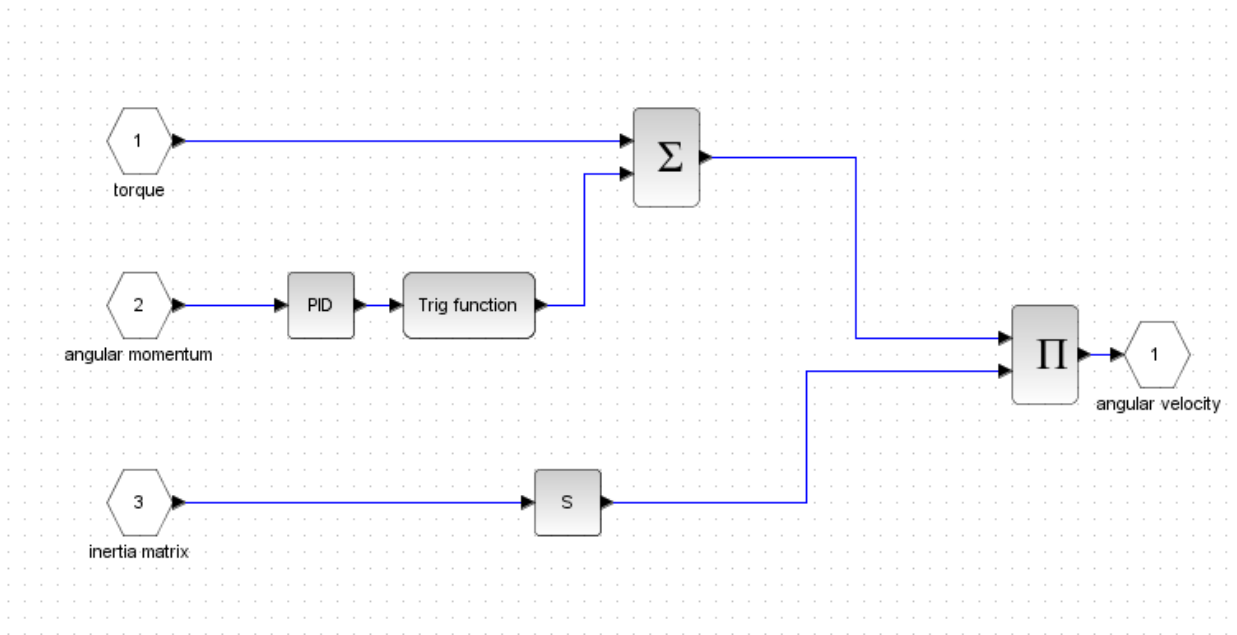 1
torque
Σ
2
PID
Trig function
angular momentum
Π
1
angular velocity
3
S
inertia matrix